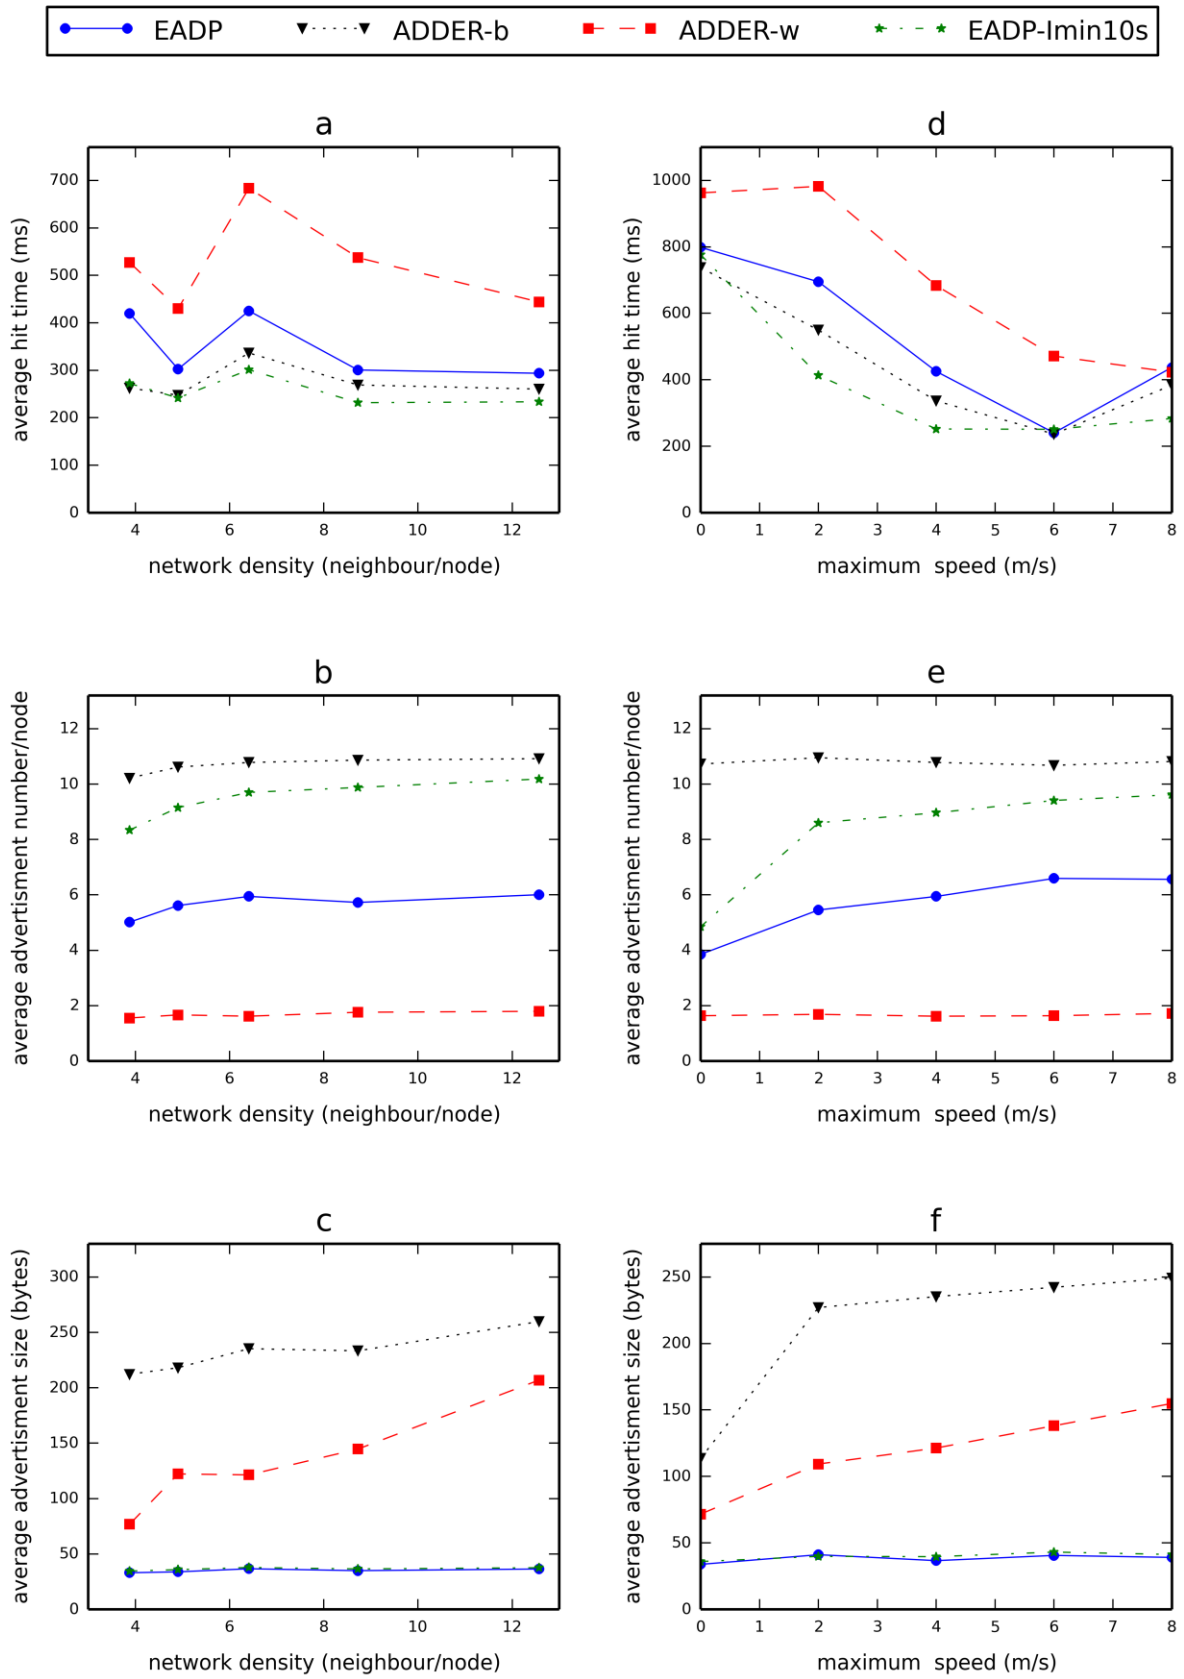 EADP ADDER-b ADDER-w EADP-Imin10s
a
700
600
500
400
300
200
100
0
average hit time (ms)
4 6 8 10 12
network density (neighbour/node)
d
1000
800
600
400
200
0
average hit time (ms)
0 1 2 3 4 5 6 7 8
maximum speed (m/s)
b
12
10
8
6
4
2
0
average advertisment number/node
4 6 8 10 12
network density (neighbour/node)
e
12
10
8
6
4
2
0
average advertisment number/node
0 1 2 3 4 5 6 7 8
maximum speed (m/s)
c
300
250
200
150
100
50
0
average advertisment size (bytes)
4 6 8 10 12
network density (neighbour/node)
f
250
200
150
100
50
0
average advertisment size (bytes)
0 1 2 3 4 5 6 7 8
maximum speed (m/s)